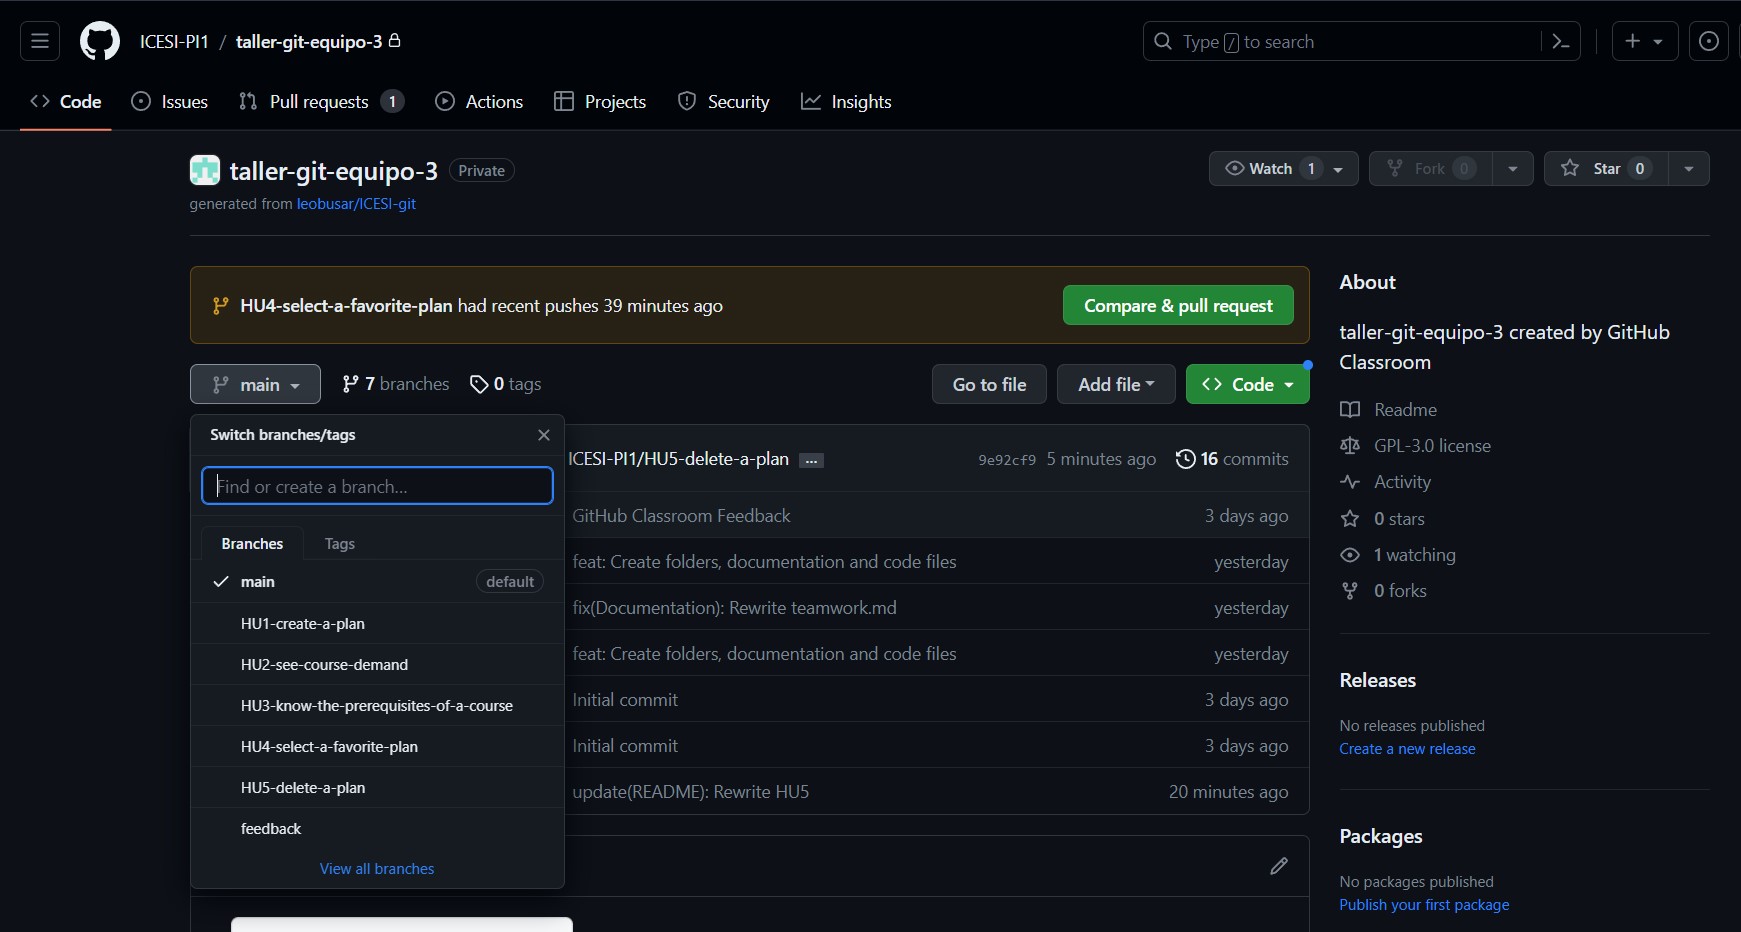 ICESI-PI1 / taller-git-equipo-3
Type / to search
Code
Issues
Pull requests 1
Actions
Projects
Security
Insights
taller-git-equipo-3 Private
generated from leobusar/ICESI-git
Watch 1
Fork 0
Star 0
HU4-select-a-favorite-plan had recent pushes 39 minutes ago
Compare & pull request
main
7 branches
0 tags
Go to file
Add file
Code
Switch branches/tags
Find or create a branch...
Branches
Tags
main default
HU1-create-a-plan
HU2-see-course-demand
HU3-know-the-prerequisites-of-a-course
HU4-select-a-favorite-plan
HU5-delete-a-plan
feedback
View all branches
ICESI-PI1/HU5-delete-a-plan ...
9e92cf9 5 minutes ago 16 commits
GitHub Classroom Feedback 3 days ago
feat: Create folders, documentation and code files yesterday
fix(Documentation): Rewrite teamwork.md yesterday
feat: Create folders, documentation and code files yesterday
Initial commit 3 days ago
Initial commit 3 days ago
update(README): Rewrite HU5 20 minutes ago
About
taller-git-equipo-3 created by GitHub
Classroom
Readme
GPL-3.0 license
Activity
0 stars
1 watching
0 forks
Releases
No releases published
Create a new release
Packages
No packages published
Publish your first package